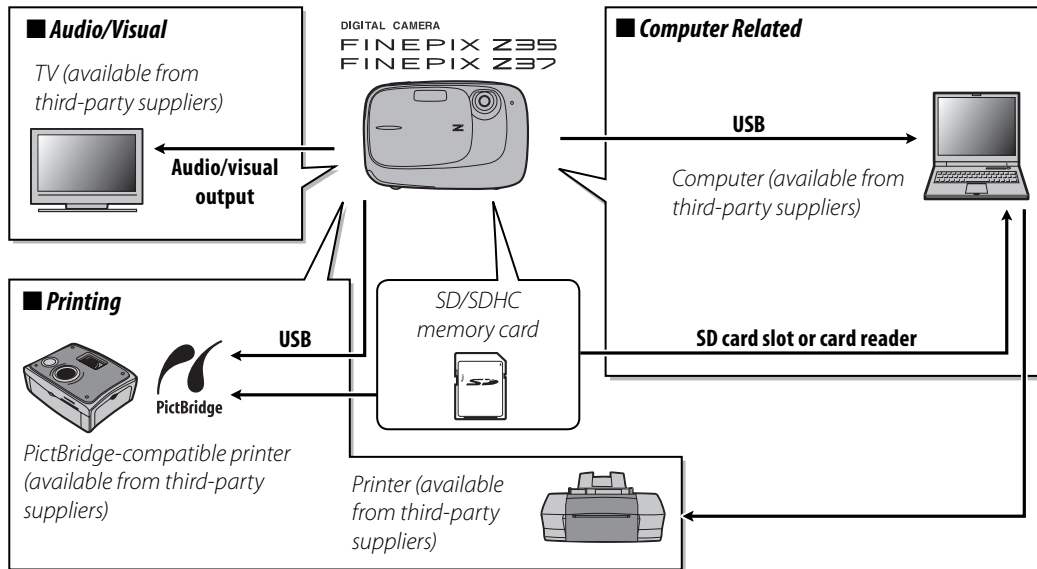 ■ Audio/Visual
TV (available from
third-party suppliers)
Audio/visual
output
DIGITAL CAMERA
FINEPIX Z35
FINEPIX Z37
N
■ Computer Related
USB
Computer (available from
third-party suppliers)
SD card slot or card reader
SD/SDHC
memory card
SD
■ Printing
USB
PictBridge
PictBridge-compatible printer
(available from third-party
suppliers)
Printer (available
from third-party
suppliers)